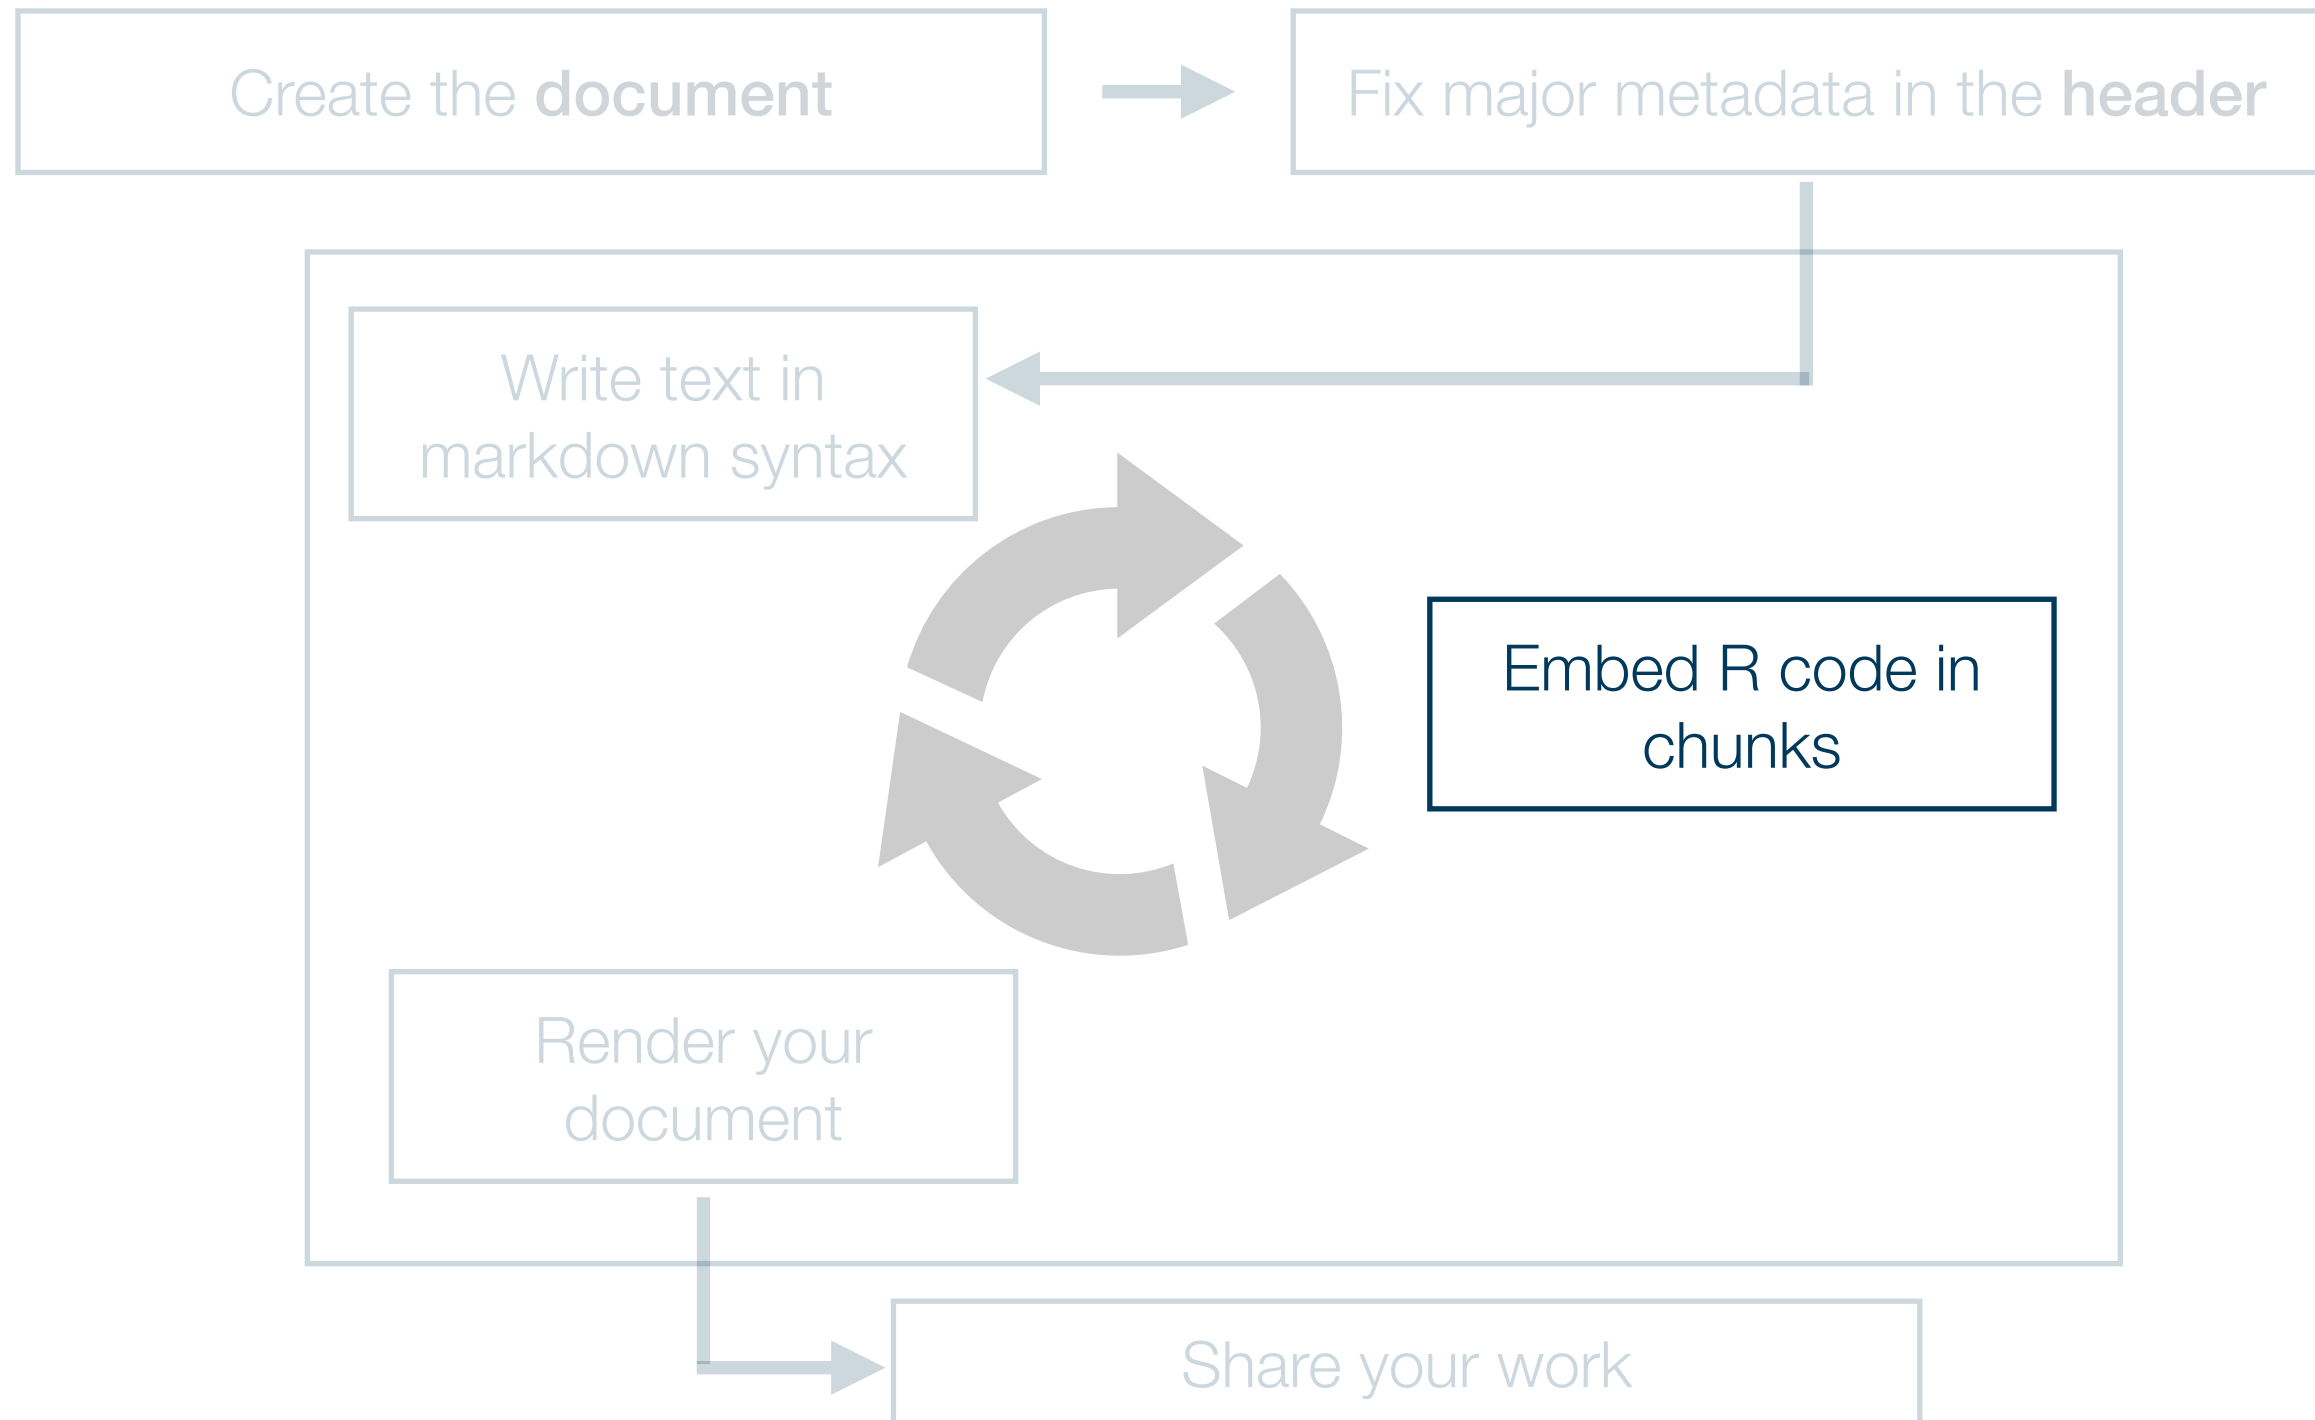 Create the document
Fix major metadata in the header
Write text in
markdown syntax
Embed R code in
chunks
Render your
document
Share your work